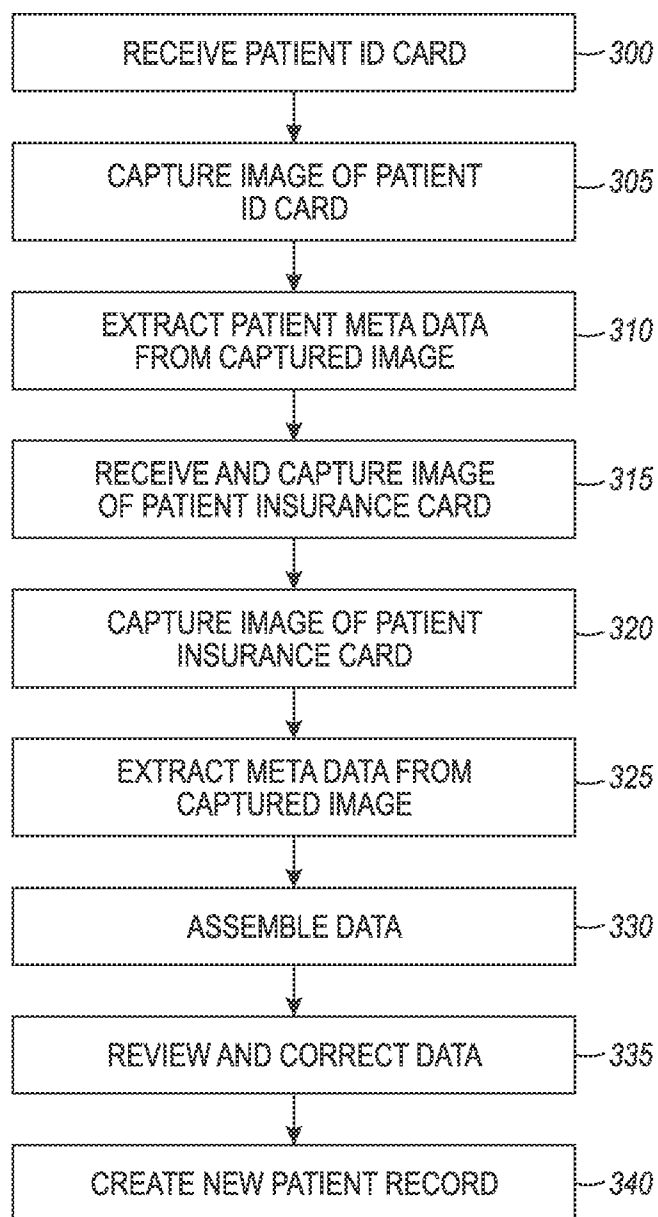 RECEIVE PATIENT ID CARD 300
CAPTURE IMAGE OF PATIENT
ID CARD 305
EXTRACT PATIENT META DATA
FROM CAPTURED IMAGE 310
RECEIVE AND CAPTURE IMAGE
OF PATIENT INSURANCE CARD 315
CAPTURE IMAGE OF PATIENT
INSURANCE CARD 320
EXTRACT META DATA FROM
CAPTURED IMAGE 325
ASSEMBLE DATA 330
REVIEW AND CORRECT DATA 335
CREATE NEW PATIENT RECORD 340